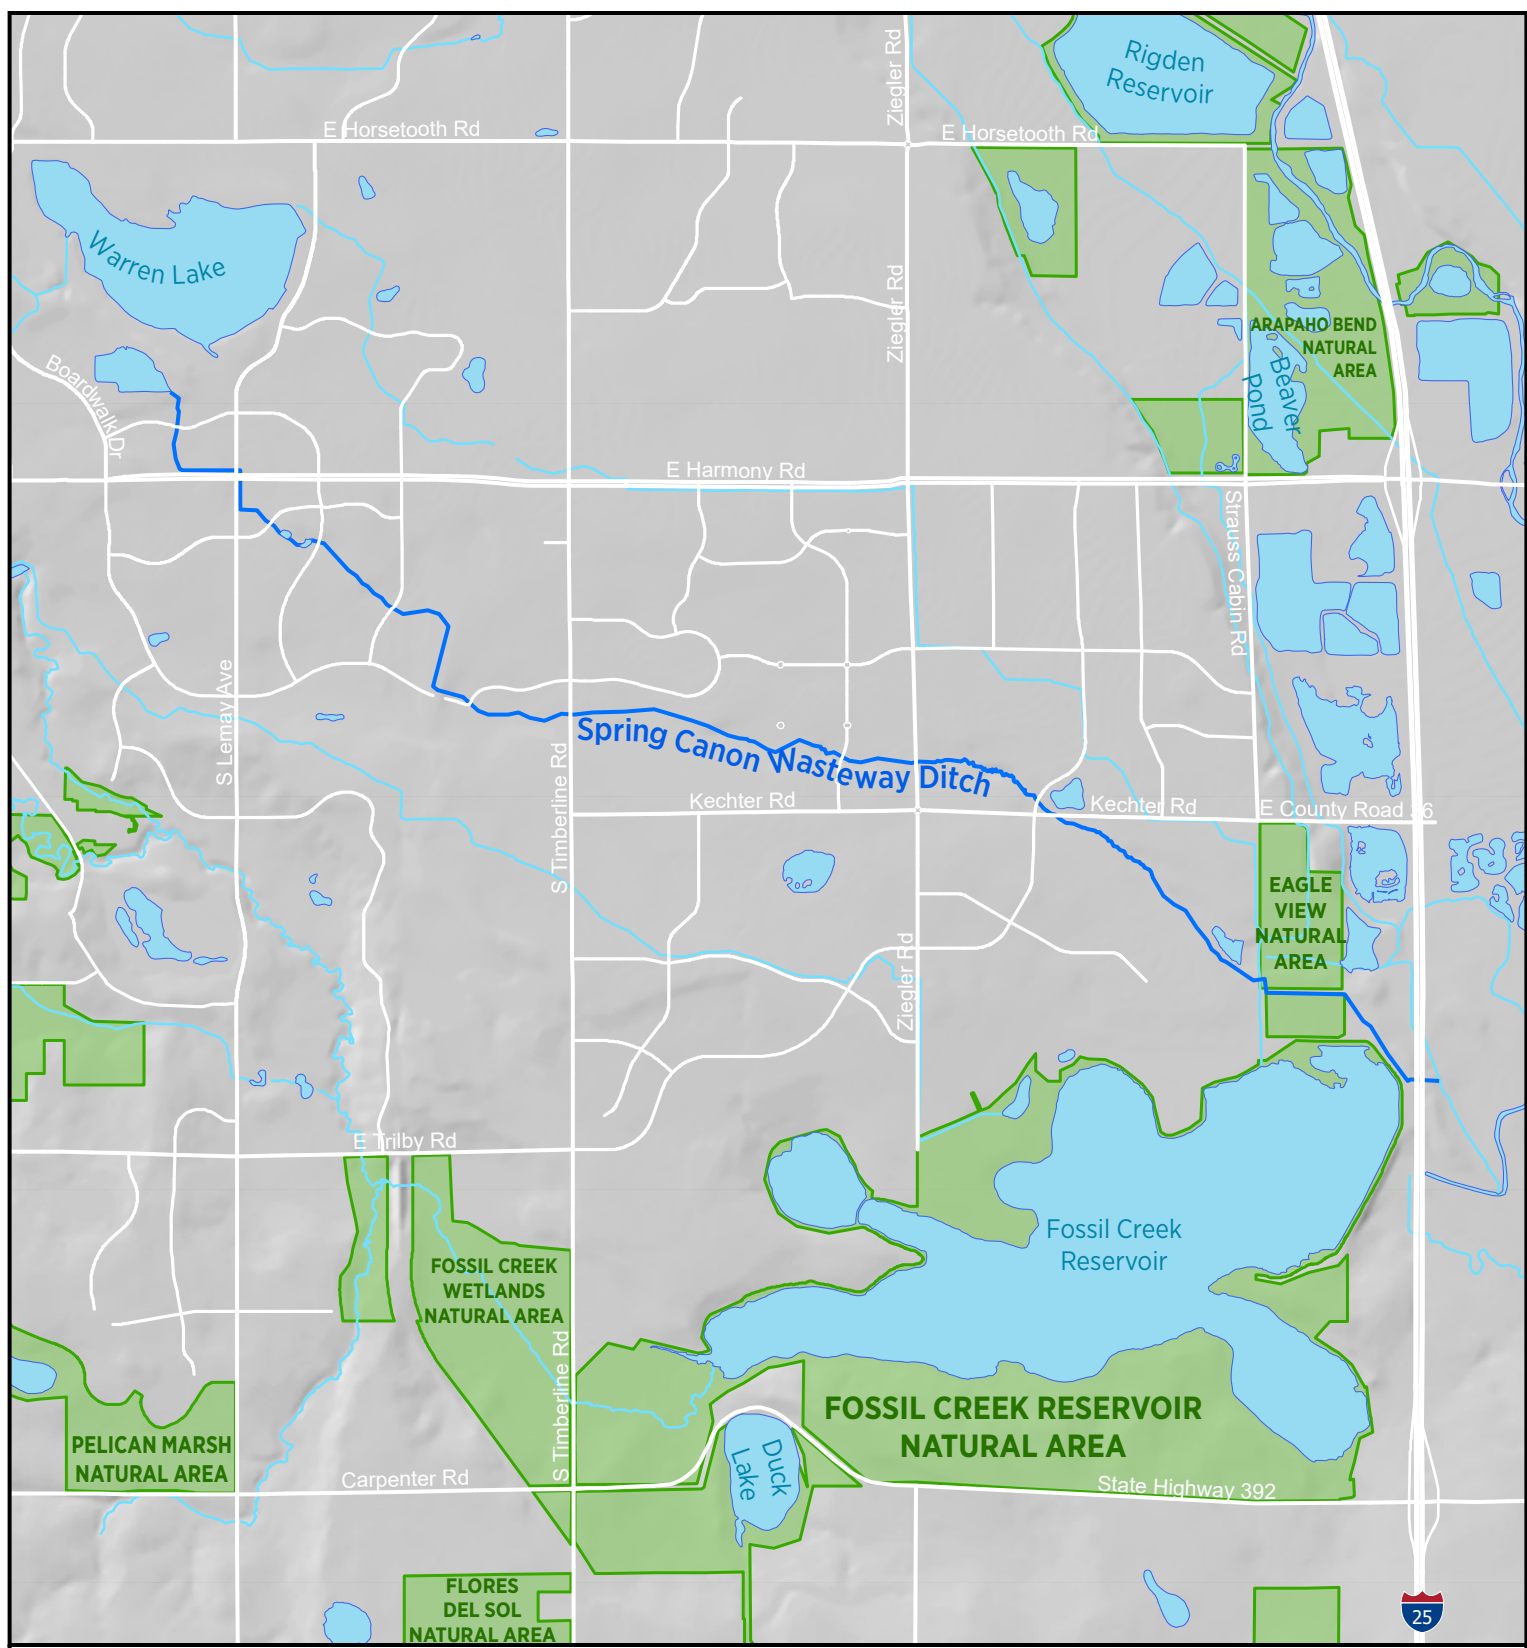 Rigden
Reservoir
Ziegler Rd
E Horsetooth Rd
E Horsetooth Rd
Warren Lake
Ziegler Rd
ARAPAHO BEND
NATURAL
AREA
Beaver
Pond
Boardwalk Dr
E Harmony Rd
Strauss Cabin Rd
S Lemay Ave
Spring Canon Wasteway Ditch
S Timberline Rd
Kechter Rd
Kechter Rd
E County Road 36
EAGLE
VIEW
NATURAL
AREA
Ziegler Rd
E Trilby Rd
Fossil Creek
Reservoir
FOSSIL CREEK
WETLANDS
NATURAL AREA
S Timberline Rd
FOSSIL CREEK RESERVOIR
NATURAL AREA
PELICAN MARSH
NATURAL AREA
Duck
Lake
Carpenter Rd
State Highway 392
FLORES
DEL SOL
NATURAL AREA
25